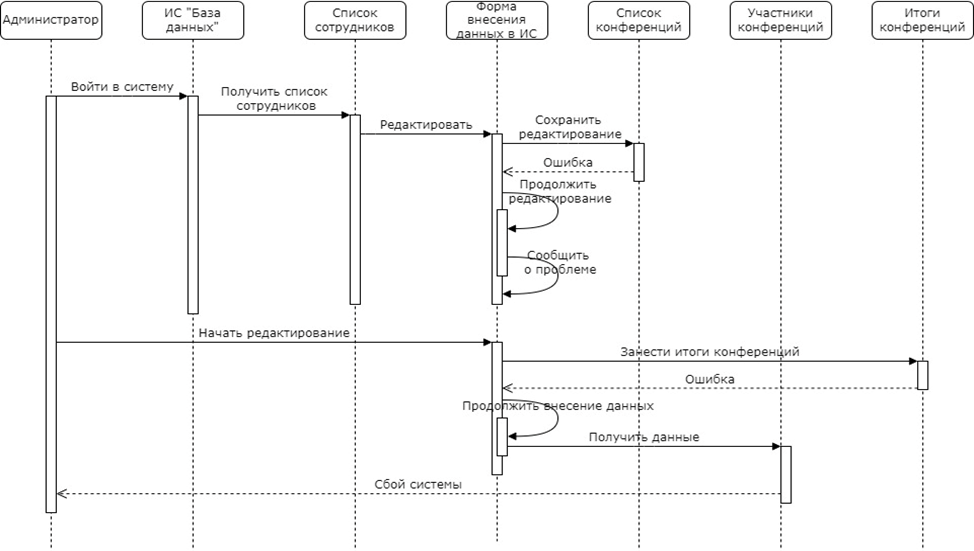 Администратор
ИС "База
данных"
Список
сотрудников
Форма
внесения
данных в ИС
Список
конференций
Участники
конференций
Итоги
конференций
Войти в систему
Получить список
сотрудников
Редактировать
Сохранить
редактирование
Ошибка
Продолжить
редактирование
Сообщить
о проблеме
Начать редактирование
Занести итоги конференций
Ошибка
Продолжить внесение данных
Получить данные
Сбой системы